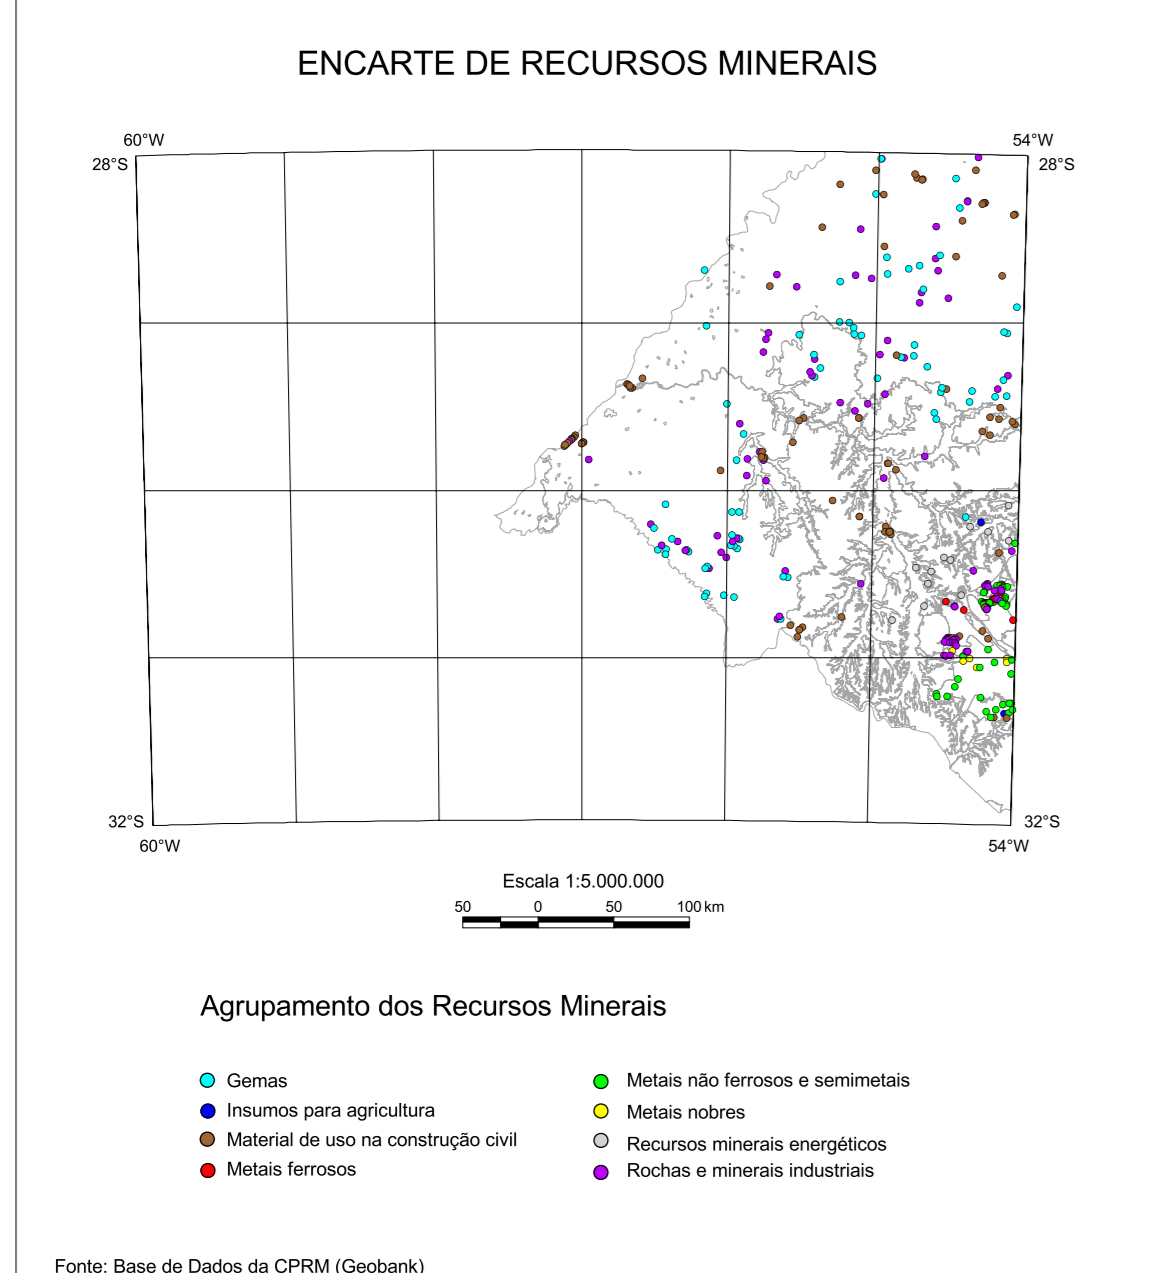 ENCARTE DE RECURSOS MINERAIS
60°W 54°W
28°S 28°S
32°S 32°S
60°W 54°W
Escala 1:5.000.000
50 0 50 100 km
Agrupamento dos Recursos Minerais
Gemas
Insumos para agricultura
Material de uso na construção civil
Metais ferrosos
Metais não ferrosos e semimetais
Metais nobres
Recursos minerais energéticos
Rochas e minerais industriais
Fonte: Base de Dados da CPRM (Geobank)